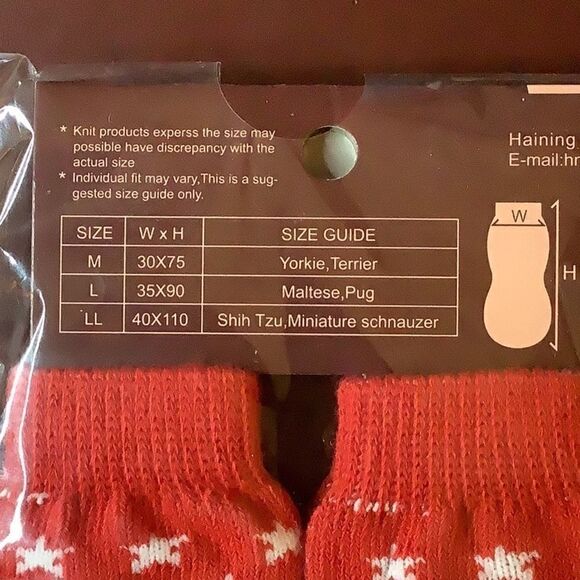 * Knit products experss the size may
possible have discrepancy with the
actual size
* Individual fit may vary,This is a sug-
gested size guide only.
Haining
E-mail:hr
SIZE W x H SIZE GUIDE
M 30X75 Yorkie,Terrier
L 35X90 Maltese,Pug
LL 40X110 Shih Tzu,Miniature schnauzer
W
H